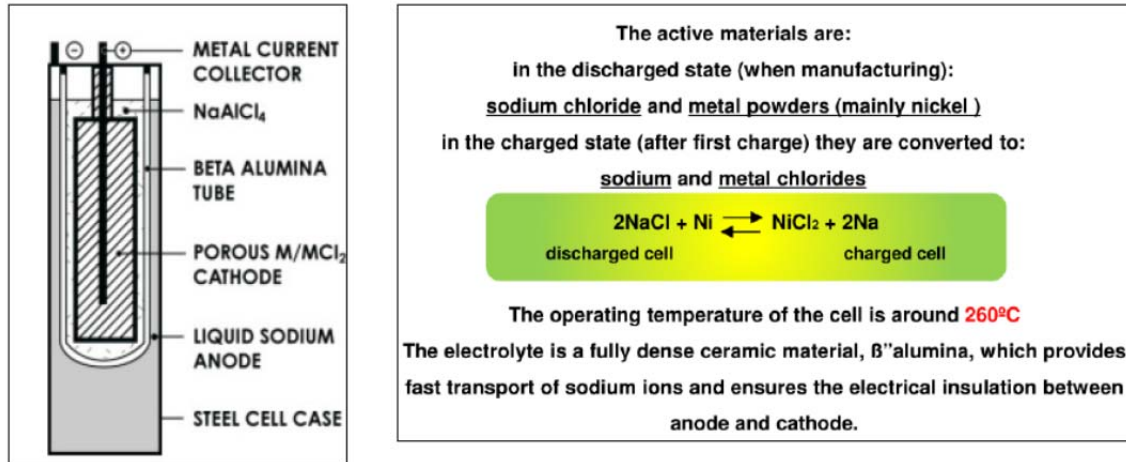 ⊖ ⊕
METAL CURRENT
COLLECTOR
NaAlCl₄
BETA ALUMINA
TUBE
POROUS M/MCl₂
CATHODE
LIQUID SODIUM
ANODE
STEEL CELL CASE
The active materials are:
in the discharged state (when manufacturing):
sodium chloride and metal powders (mainly nickel )
in the charged state (after first charge) they are converted to:
sodium and metal chlorides
2NaCl + Ni ⇄ NiCl₂ + 2Na
discharged cell charged cell
The operating temperature of the cell is around 260ºC
The electrolyte is a fully dense ceramic material, ß’’alumina, which provides
fast transport of sodium ions and ensures the electrical insulation between
anode and cathode.